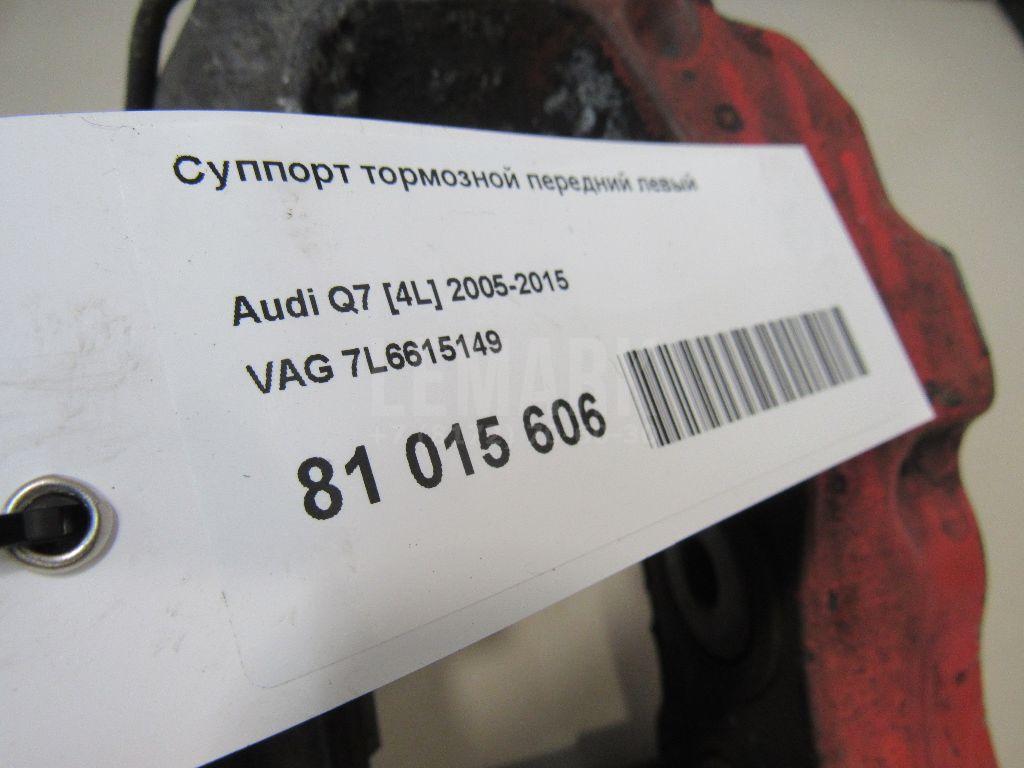 Суппорт тормозной передний левый
Audi Q7 [4L] 2005-2015
VAG 7L6615149
81 015 606